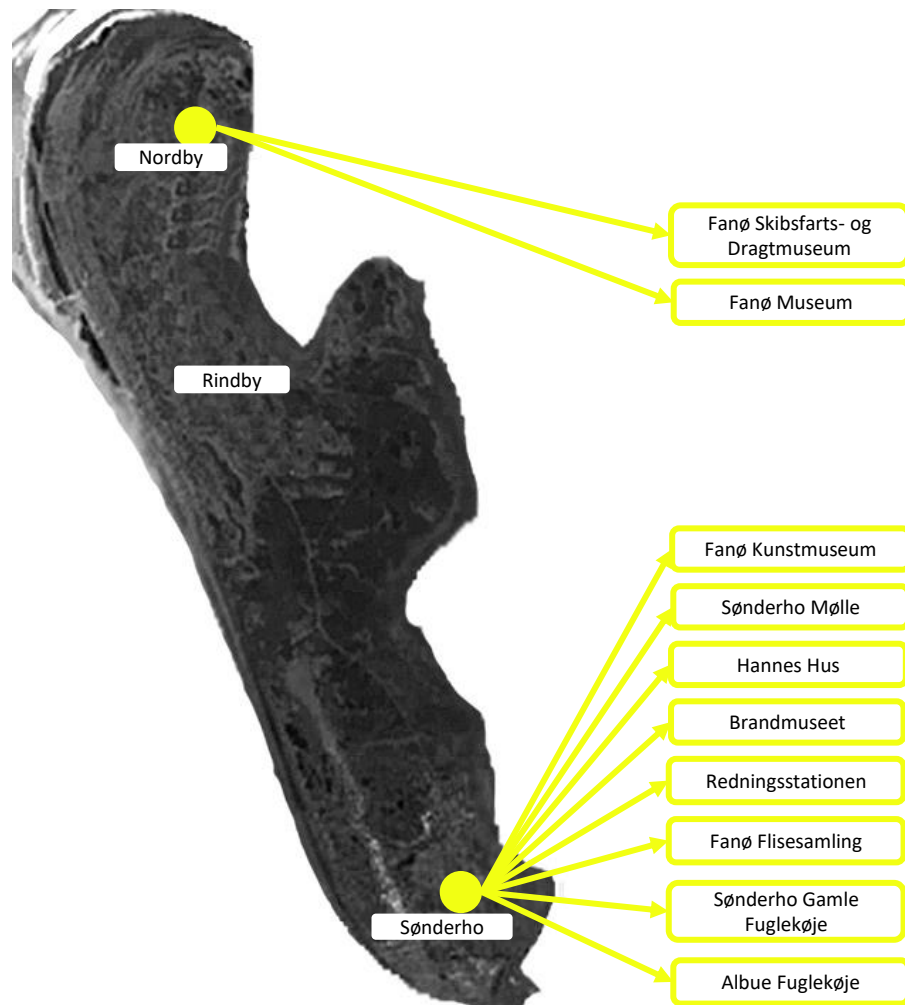 Nordby
Fanø Skibsfarts- og
Dragtmuseum
Fanø Museum
Rindby
Fanø Kunstmuseum
Sønderho Mølle
Hannes Hus
Brandmuseet
Redningsstationen
Fanø Flisesamling
Sønderho Gamle
Fuglekøje
Sønderho
Albue Fuglekøje